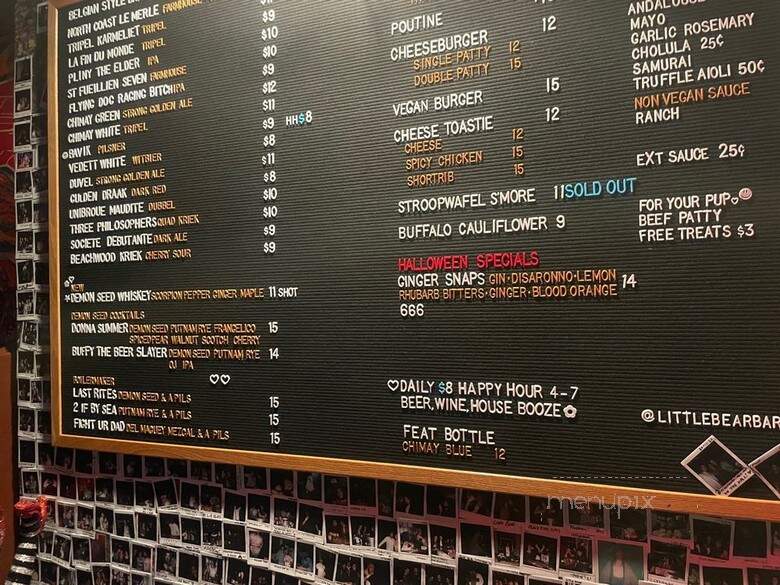 BELGIAN STYLE
NORTH COAST LE MERLE FARMHOUSE $9
TRIPEL KARMELIET TRIPEL $10
LA FIN DU MONDE TRIPEL $10
PLINY THE ELDER IPA $9
ST FUEILLIEN SEVEN FARMHOUSE $12
FLYING DOG RACING BITCH IPA $11
CHIMAY GREEN STRONG GOLDEN ALE $9 HH$8
CHIMAY WHITE TRIPEL $8
BAVIK PILSNER $11
VEDETT WHITE WITBIER $8
DUVEL STRONG GOLDEN ALE $10
GULDEN DRAAK DARK RED $10
UNIBROUE MAUDITE DUBBEL $9
THREE PHILOSOPHERS QUAD KRIEK $9
SOCIETE DEBUTANTE DARK ALE
BEACHWOOD KRIEK CHERRY SOUR
NEW
*DEMON SEED WHISKEY SCORPION PEPPER GINGER MAPLE 11 SHOT
DEMON SEED COCKTAILS
DONNA SUMMER DEMON SEED PUTNAM RYE FRANGELICO 15
SPICED PEAR WALNUT SCOTCH CHERRY
BUFFY THE BEER SLAYER DEMON SEED PUTNAM RYE 14
OJ IPA
BOILERMAKER
LAST RITES DEMON SEED & A PILS 15
2 IF BY SEA PUTNAM RYE & A PILS 15
FIGHT UR DAD DEL MAGUEY MEZCAL & A PILS 15
POUTINE 12
CHEESEBURGER
SINGLE PATTY 12
DOUBLE PATTY 15
VEGAN BURGER 15
CHEESE TOASTIE 12
CHEESE 12
SPICY CHICKEN 15
SHORTRIB 15
STROOPWAFEL S'MORE 11 SOLD OUT
BUFFALO CAULIFLOWER 9
HALLOWEEN SPECIALS
GINGER SNAPS GIN·DISARONNO·LEMON 14
RHUBARB BITTERS·GINGER·BLOOD ORANGE
666
♡DAILY $8 HAPPY HOUR 4-7
BEER,WINE,HOUSE BOOZE
FEAT BOTTLE
CHIMAY BLUE 12
ANDALOUSE
MAYO
GARLIC ROSEMARY
CHOLULA 25¢
SAMURAI
TRUFFLE AIOLI 50¢
NON VEGAN SAUCE
RANCH
EXT SAUCE 25¢
FOR YOUR PUP
BEEF PATTY
FREE TREATS $3
@LITTLEBEARBAR
menupix